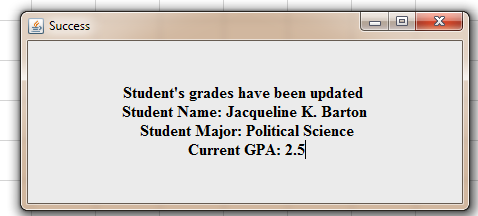 Success
Student's grades have been updated
Student Name: Jacqueline K. Barton
Student Major: Political Science
Current GPA: 2.5